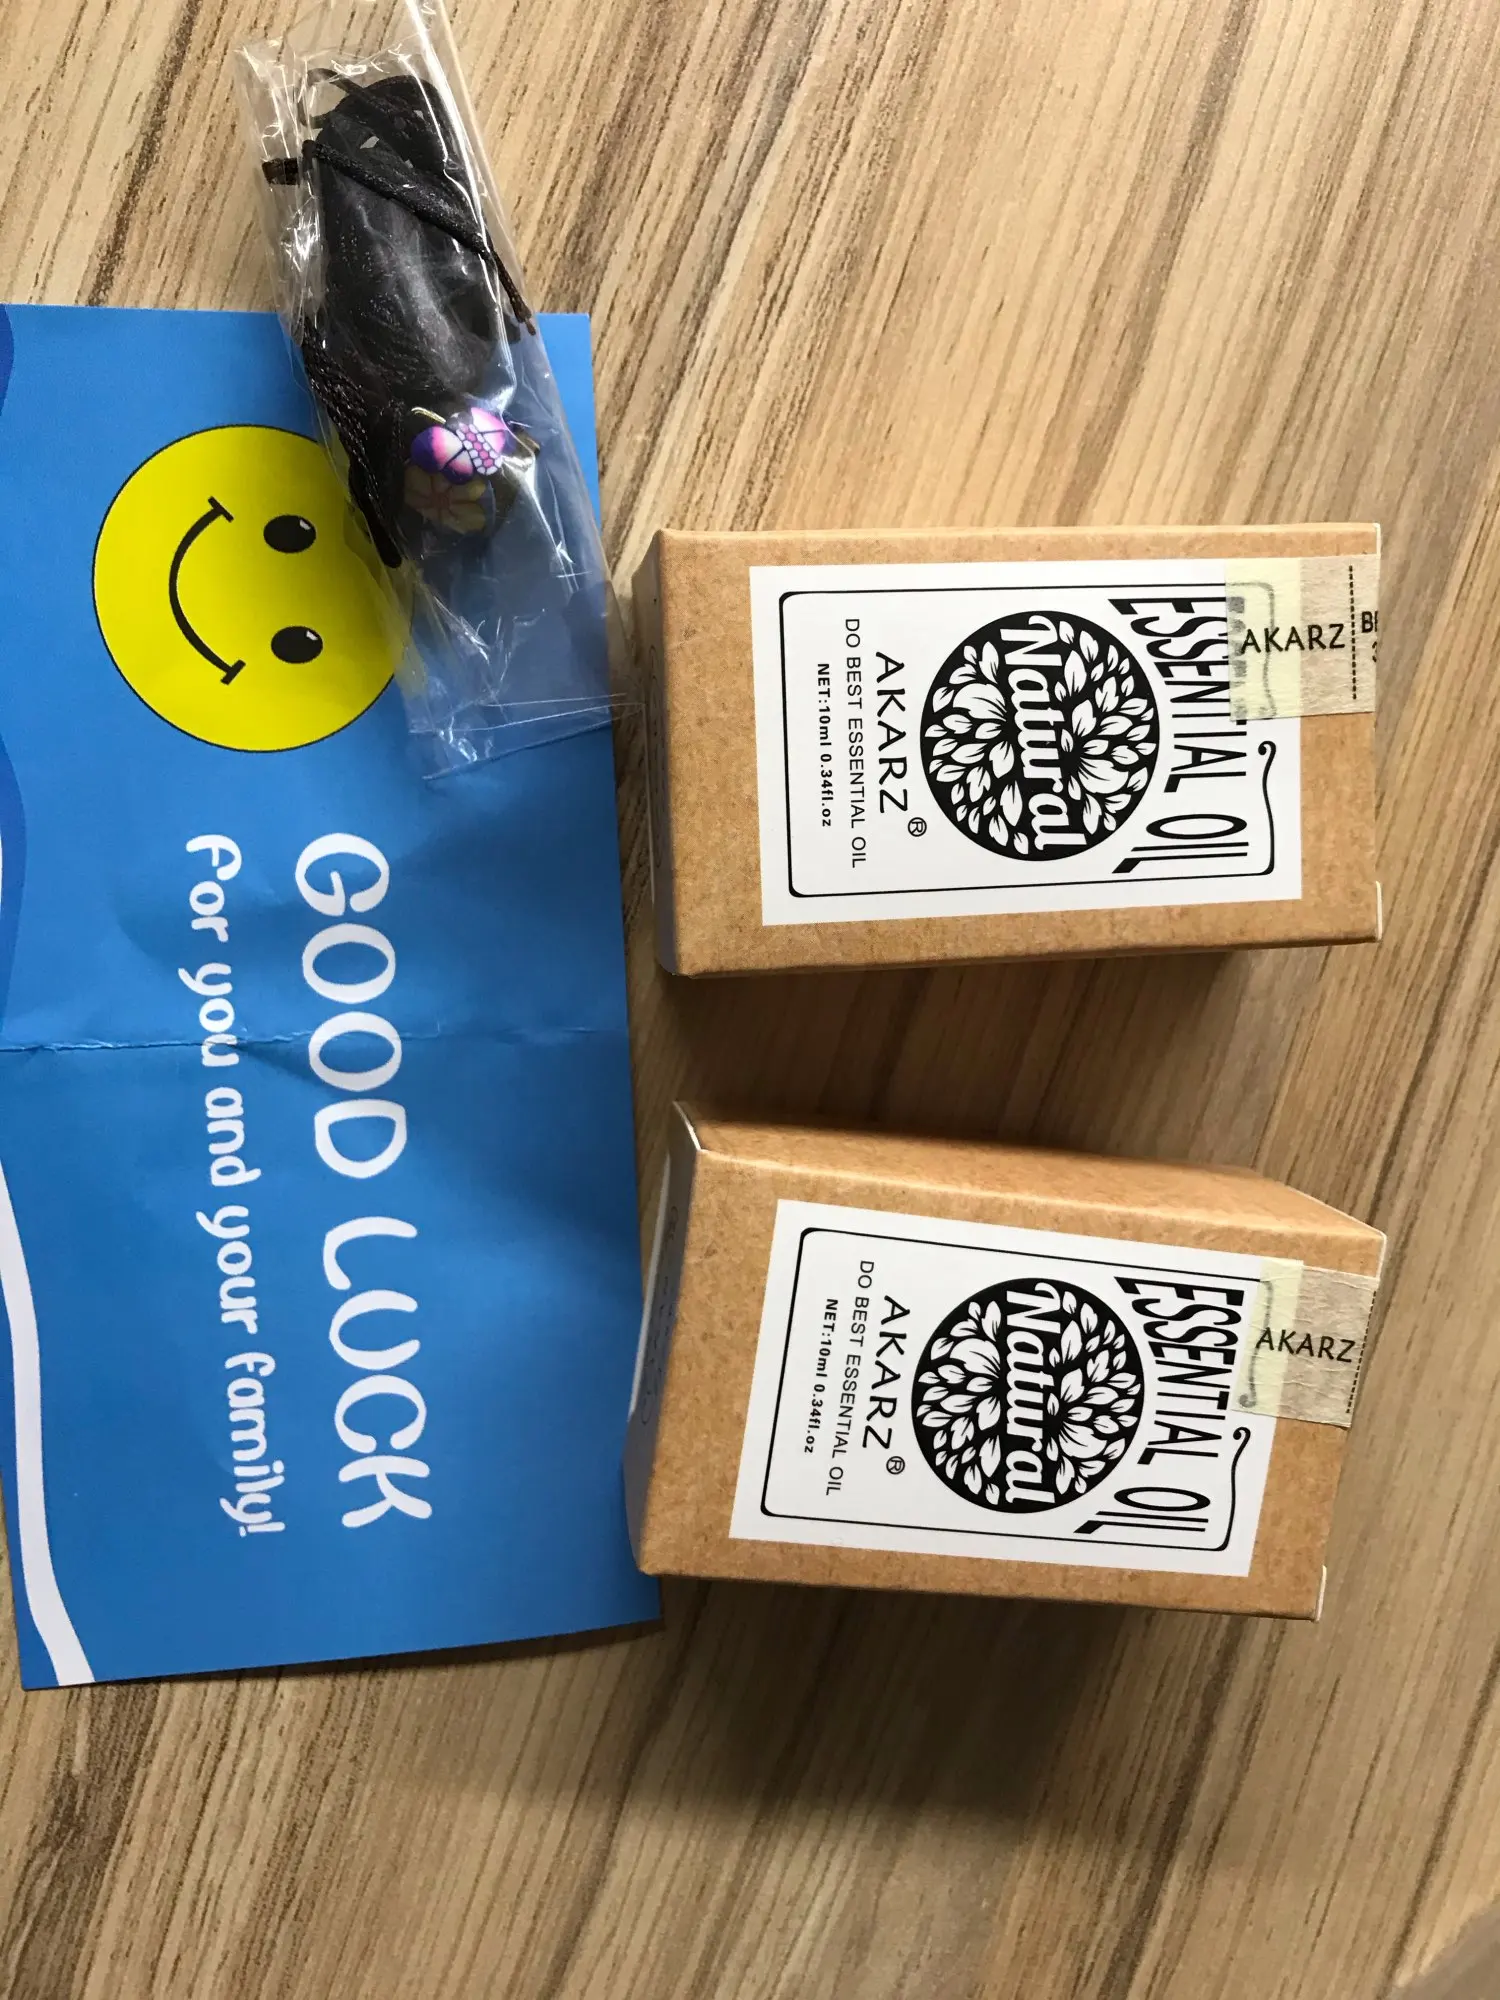 GOOD LUCK
For you and your family!
ESSENTIAL OIL
Natural
AKARZ®
DO BEST ESSENTIAL OIL
NET:10ml 0.34fl.oz
AKARZ
ESSENTIAL OIL
Natural
AKARZ®
DO BEST ESSENTIAL OIL
NET:10ml 0.34fl.oz
AKARZ